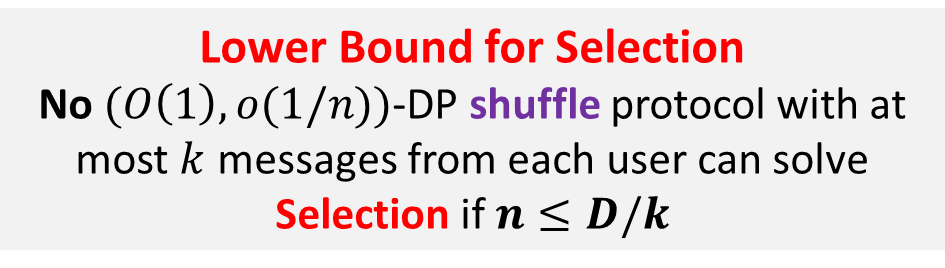 Lower Bound for Selection
No (O(1), o(1/n))-DP shuffle protocol with at
most k messages from each user can solve
Selection if n ≤ D/k